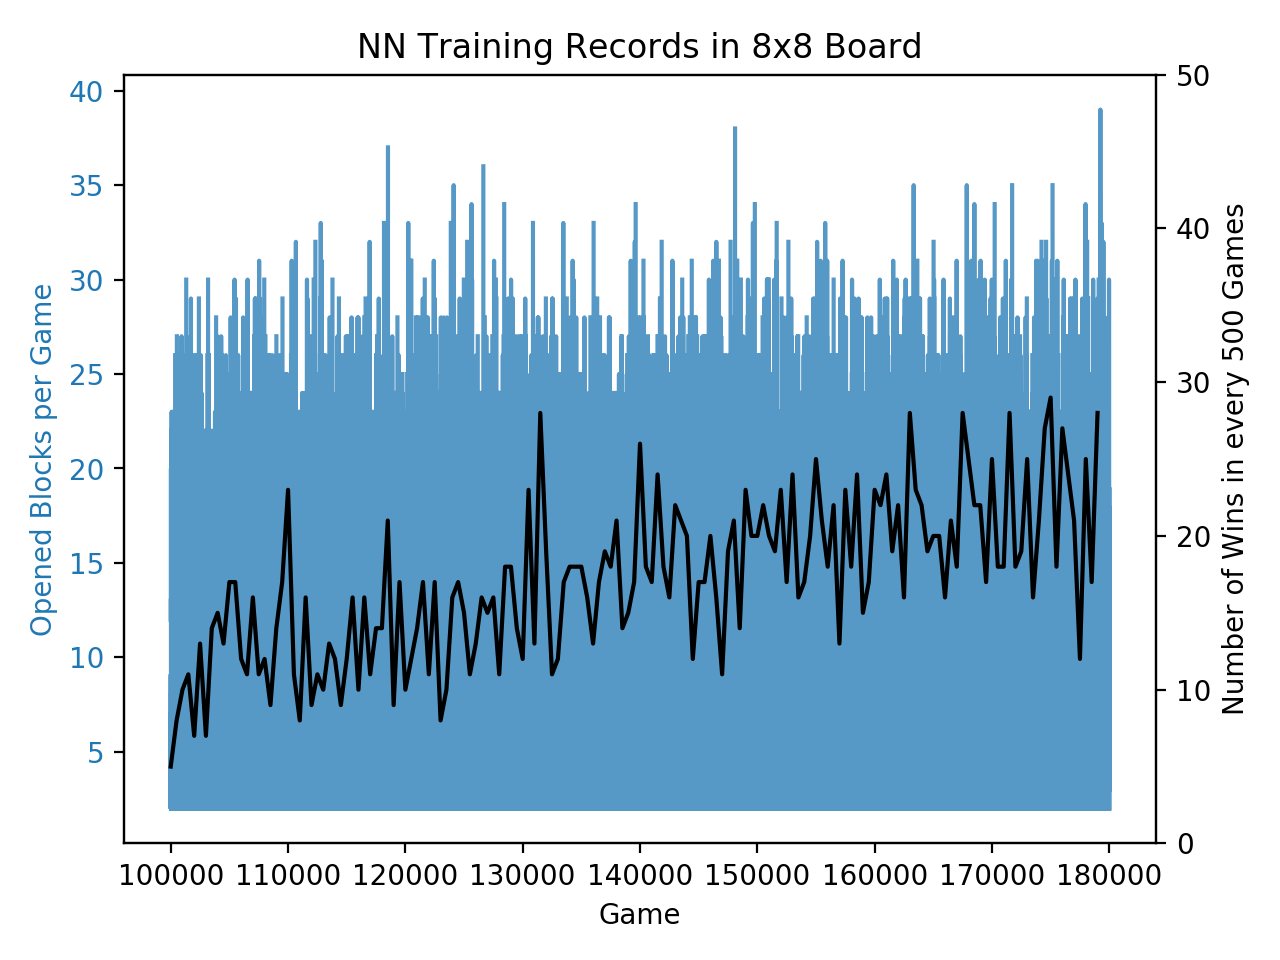 NN Training Records in 8x8 Board
Opened Blocks per Game
40
35
30
25
20
15
10
5
50
40
30
20
10
0
Number of Wins in every 500 Games
100000 110000 120000 130000 140000 150000 160000 170000 180000
Game